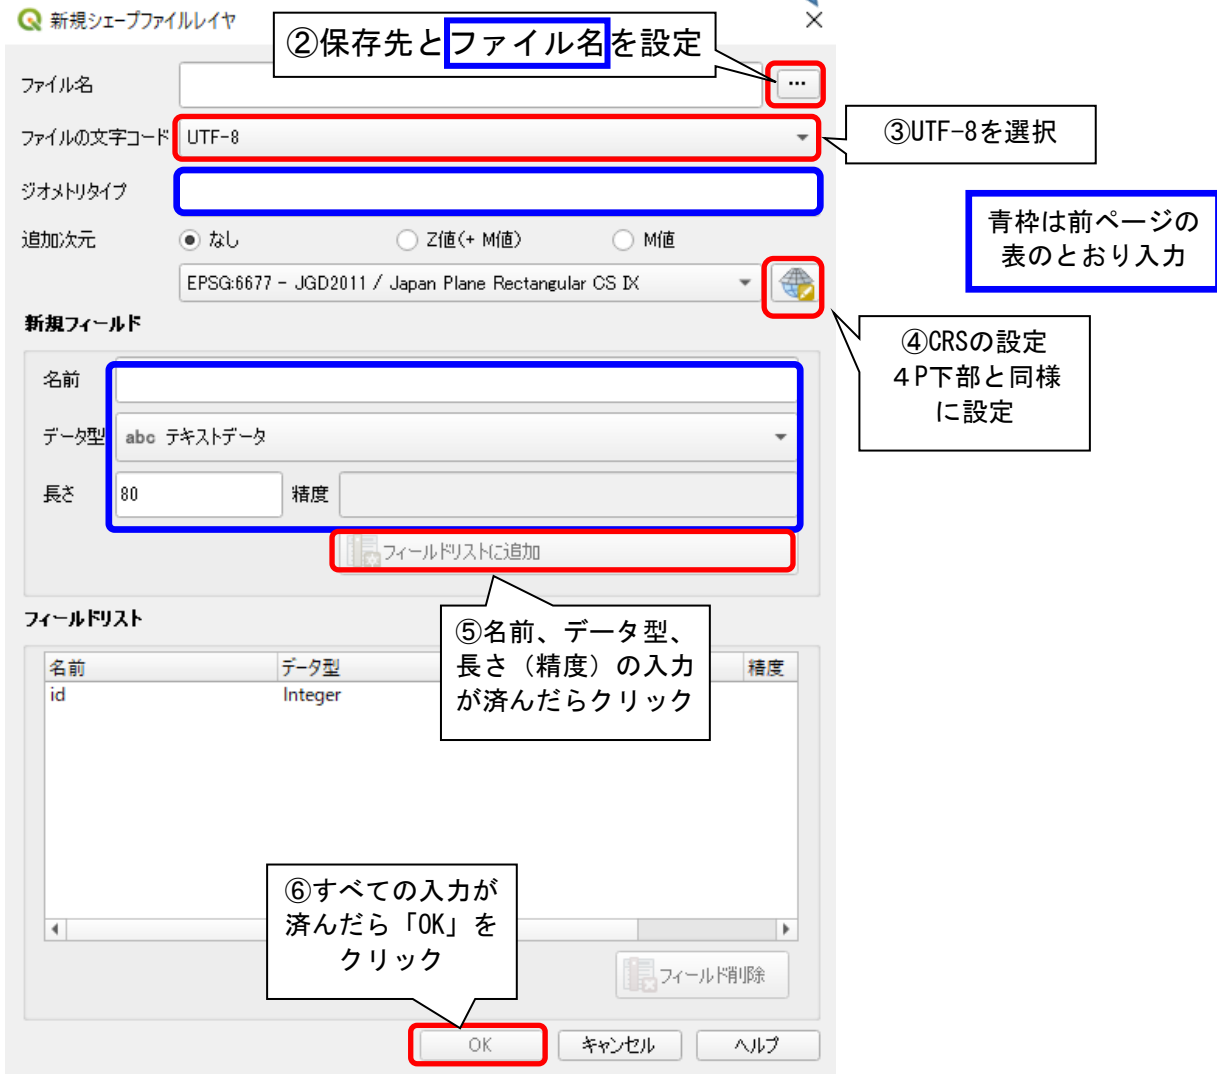 新規シェープファイルレイヤ
②保存先とファイル名を設定
ファイル名
...
ファイルの文字コード UTF-8
③UTF-8を選択
ジオメトリタイプ
青枠は前ページの
表のとおり入力
追加次元 なし Z値(+ M値) M値
EPSG:6677 - JGD2011 / Japan Plane Rectangular CS IX
④CRSの設定
４P下部と同様
に設定
新規フィールド
名前
データ型 abc テキストデータ
長さ 80 精度
フィールドリストに追加
⑤名前、データ型、
長さ（精度）の入力
が済んだらクリック
フィールドリスト
名前 データ型 精度
id Integer
⑥すべての入力が
済んだら「OK」を
クリック
フィールド削除
OK キャンセル ヘルプ